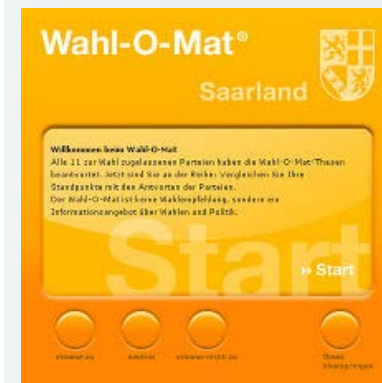 Wahl-O-Mat®
Saarland
Willkommen beim Wahl-O-Mat
Alle 11 zur Wahl zugelassenen Parteien haben die Wahl-O-Mat-Thesen
beantwortet. Jetzt sind Sie an der Reihe: Vergleichen Sie Ihre
Standpunkte mit den Antworten der Parteien.
Der Wahl-O-Mat ist keine Wahlempfehlung, sondern ein
Informationsangebot über Wahlen und Politik.
Start
» Start
stimme zu neutral stimme nicht zu These
überspringen